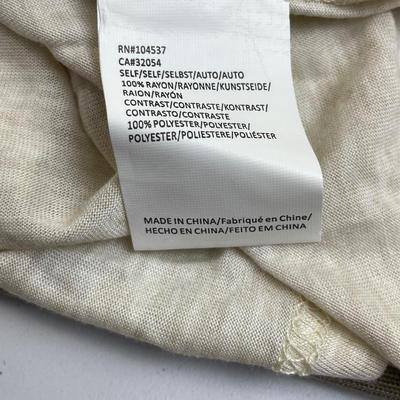 RN#104537
CA#32054
SELF/SELF/SELBST/AUTO/AUTO
100% RAYON/RAYONNE/KUNSTSEIDE/
RAION/RAYÓN
CONTRAST/CONTRASTE/KONTRAST/
CONTRASTO/CONTRASTE
100% POLYESTER/POLYESTER/
POLYESTER/POLIESTERE/POLIÉSTER
MADE IN CHINA/Fabriqué en Chine/
HECHO EN CHINA/FEITO EM CHINA